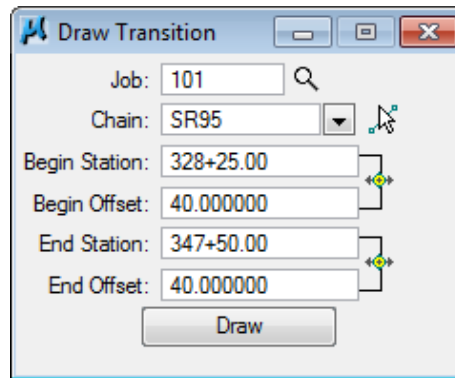 Draw Transition
Job: 101
Chain: SR95
Begin Station: 328+25.00
Begin Offset: 40.000000
End Station: 347+50.00
End Offset: 40.000000
Draw